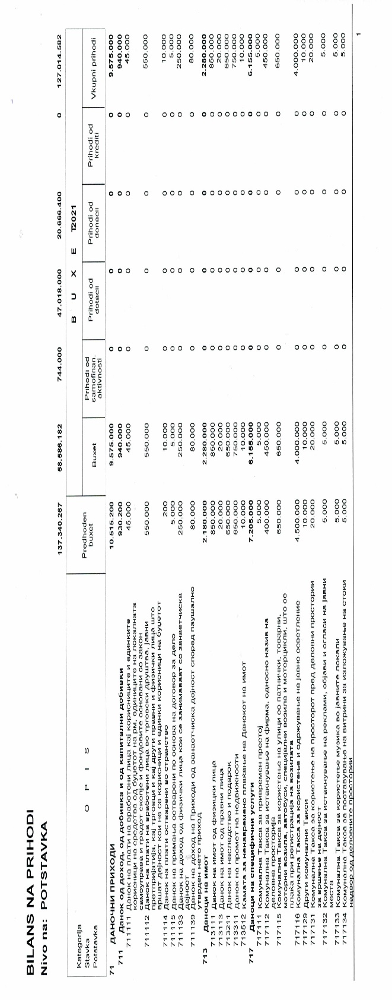 BILANS NA PRIHODI
Nivo na: POTSTAVKA
137.340.267 58.586.182 744.000 47.018.000 20.666.400 0 127.014.582
Kategorija Stavka Potstavka O P I S Predhoden buxet B U X E T2021
Buxet Prihodi od samofinan. aktivnosti Prihodi od dotacii Prihodi od donacii Prihodi od krediti Vkupni prihodi
71 ДАНОЧНИ ПРИХОДИ 10.515.200 9.575.000 0 0 0 0 9.575.000
711 Данок од доход, од добивка и од капитални добивки 930.200 940.000 0 0 0 0 940.000
711111 Данок на плати на вработени лица кај корисниците и единките 45.000 45.000 0 0 0 0 45.000
корисници на средства од буџетот на рм, единиците на локалната
самоуправа и градот скопје и фондовите основани со закон
711112 Данок на плати на вработени лица во трговски друштва, јавни 550.000 550.000 0 0 0 0 550.000
претпријатија, кај трговци и кај други правни и физички лица што
вршат дејност кои не се корисници и единки корисници на буџетот
711114 Данок на плати остварени во странство 200 10.000 0 0 0 0 10.000
711115 Данок на примања остварени по основа на договор за дело 5.000 5.000 0 0 0 0 5.000
711133 Данок на доход од физички лица кои се занимаваат со занаетчиска 250.000 250.000 0 0 0 0 250.000
дејност
711139 Данок на доход на Приходи од занаетчиска дејност според паушално 80.000 80.000 0 0 0 0 80.000
утврден нето приход
713 Даноци на имот 2.180.000 2.280.000 0 0 0 0 2.280.000
713111 Данок на имот од физицки лица 850.000 850.000 0 0 0 0 850.000
713113 Данок на имот од правни лица 20.000 20.000 0 0 0 0 20.000
713211 Данок на наследство и подарок 650.000 650.000 0 0 0 0 650.000
713311 Данок на промет на недвижности 650.000 750.000 0 0 0 0 750.000
713512 Камата за ненавремено плаќање на Данокот на имот 10.000 10.000 0 0 0 0 10.000
717 Даноци на специфични услуги 7.205.000 6.155.000 0 0 0 0 6.155.000
717111 Комунална Такса за привремен престој 5.000 5.000 0 0 0 0 5.000
717112 Комунална Такса за истакнување на фирма, односно назив на 400.000 450.000 0 0 0 0 450.000
деловна просторија
717115 Комунална Такса за користење на улици со патнички, товарни, 650.000 650.000 0 0 0 0 650.000
моторни возила, автобуси, специјални возила и моторцикли, што се
плаќа при регистрација на возилата
717116 Комунална Такса за користење и одржување на јавно осветление 4.500.000 4.000.000 0 0 0 0 4.000.000
717129 Други комунални Такси 10.000 10.000 0 0 0 0 10.000
717131 Комунална Такса за користење на просторот пред деловни простории 20.000 20.000 0 0 0 0 20.000
за вршење на дејност
717132 Комунална Такса за истакнување на реклами, објави и огласи на јавни 5.000 5.000 0 0 0 0 5.000
места
717133 Комунална Такса за користење музика во јавните локали 5.000 5.000 0 0 0 0 5.000
717134 Комунална Такса за поставување на витрини за изложување на стоки 5.000 5.000 0 0 0 0 5.000
надвор од деловните простории
1